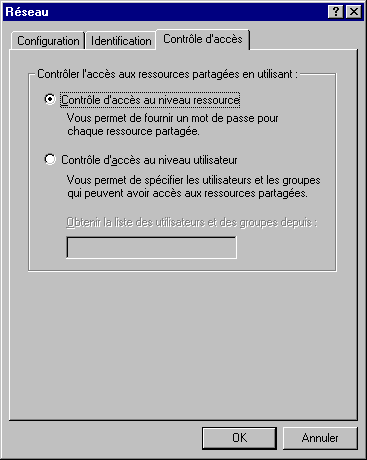 Réseau
Configuration Identification Contrôle d'accès
Contrôler l'accès aux ressources partagées en utilisant :
Contrôle d'accès au niveau ressource
Vous permet de fournir un mot de passe pour
chaque ressource partagée.
Contrôle d'accès au niveau utilisateur
Vous permet de spécifier les utilisateurs et les groupes
qui peuvent avoir accès aux ressources partagées.
Obtenir la liste des utilisateurs et des groupes depuis :
OK Annuler